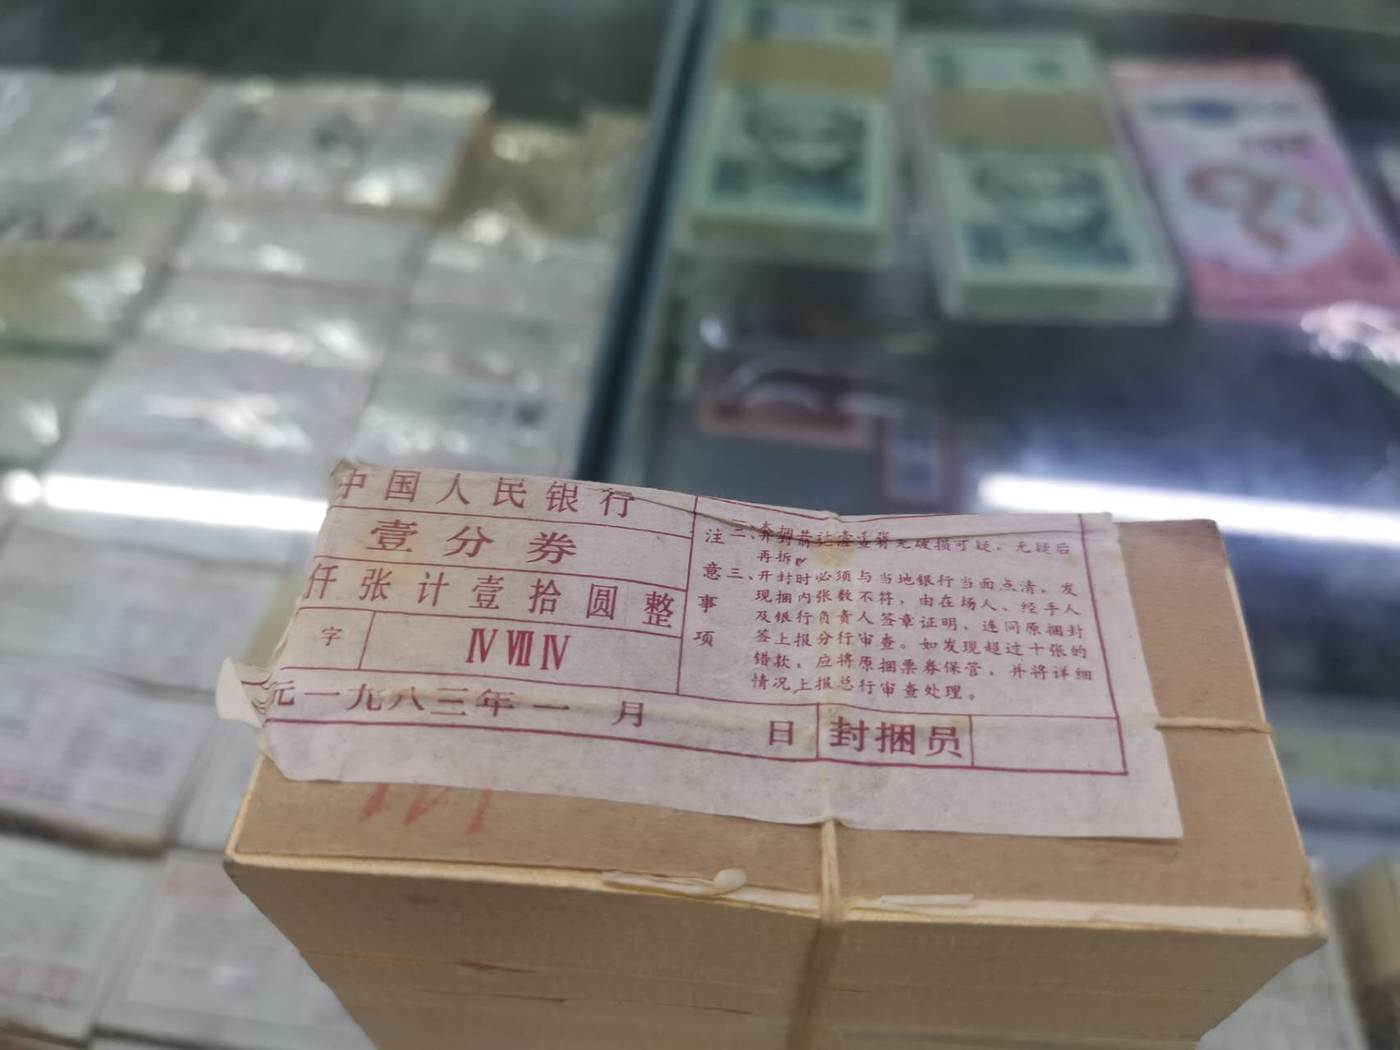 中国人民银行
壹分券
仟张计壹拾圆整
字
ⅣⅦⅣ
元一九八三年一月 日 封捆员
注意事项
再拆。
三、开封时必须与当地银行当面点清，发
现捆内张数不符，由在场人、经手人
及银行负责人签章证明，连同原捆封
签上报分行审查。如发现超过十张的
错款，应将原捆票券保管，并将详细
情况上报总行审查处理。